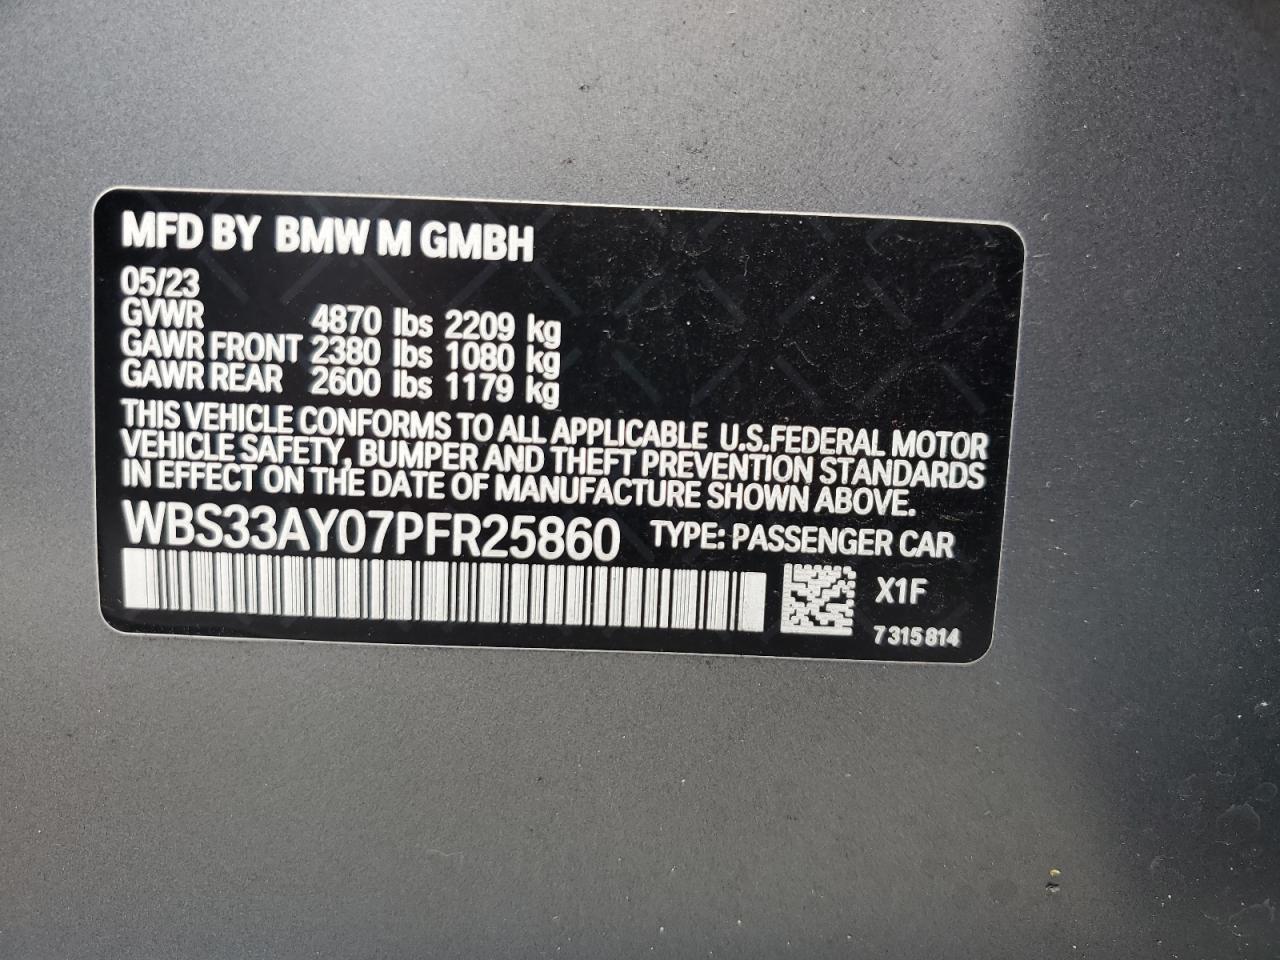 MFD BY BMW M GMBH
05/23
GVWR 4870 lbs 2209 kg
GAWR FRONT 2380 lbs 1080 kg
GAWR REAR 2600 lbs 1179 kg
THIS VEHICLE CONFORMS TO ALL APPLICABLE U.S.FEDERAL MOTOR
VEHICLE SAFETY, BUMPER AND THEFT PREVENTION STANDARDS
IN EFFECT ON THE DATE OF MANUFACTURE SHOWN ABOVE.
WBS33AY07PFR25860 TYPE: PASSENGER CAR
X1F
7 315 814